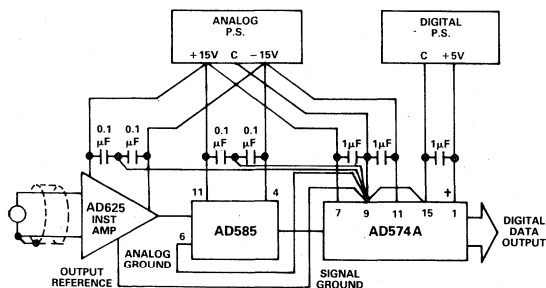 ANALOG
P.S.
+15V C −15V
DIGITAL
P.S.
C +5V
0.1
µF
0.1
µF
0.1
µF
0.1
µF
1µF
1µF
1µF
+
11
4
7
9
11
15
1
AD625
INST
AMP
6
AD585
AD574A
DIGITAL
DATA
OUTPUT
ANALOG
GROUND
OUTPUT
REFERENCE
SIGNAL
GROUND